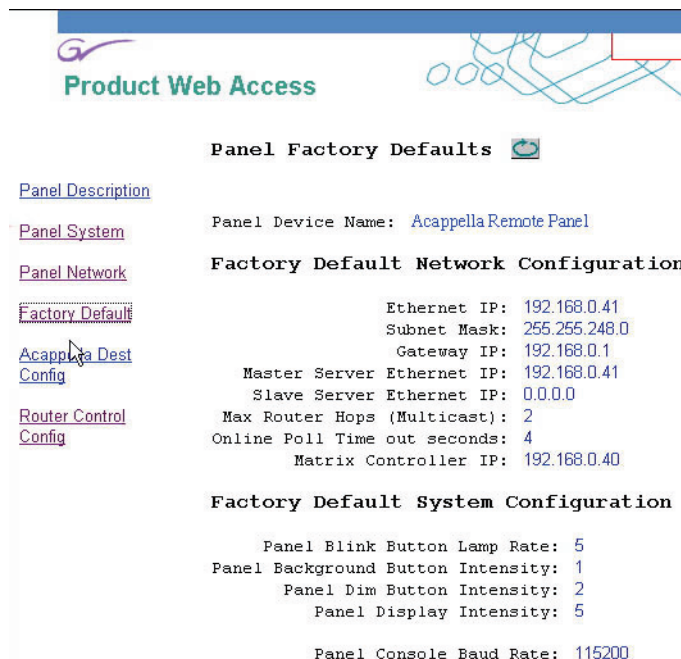 Product Web Access
Panel Factory Defaults
Panel Description
Panel System
Panel Network
Factory Default
Acappella Dest
Config
Router Control
Config
Panel Device Name: Acappella Remote Panel
Factory Default Network Configuration
Ethernet IP: 192.168.0.41
Subnet Mask: 255.255.248.0
Gateway IP: 192.168.0.1
Master Server Ethernet IP: 192.168.0.41
Slave Server Ethernet IP: 0.0.0.0
Max Router Hops (Multicast): 2
Online Poll Time out seconds: 4
Matrix Controller IP: 192.168.0.40
Factory Default System Configuration
Panel Blink Button Lamp Rate: 5
Panel Background Button Intensity: 1
Panel Dim Button Intensity: 2
Panel Display Intensity: 5
Panel Console Baud Rate: 115200